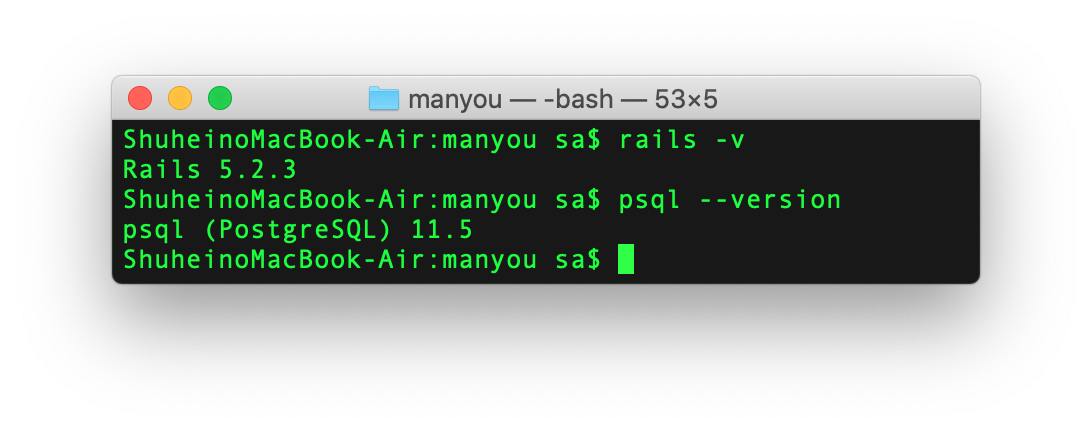 manyou — -bash — 53×5
ShuheinoMacBook-Air:manyou sa$ rails -v
Rails 5.2.3
ShuheinoMacBook-Air:manyou sa$ psql --version
psql (PostgreSQL) 11.5
ShuheinoMacBook-Air:manyou sa$